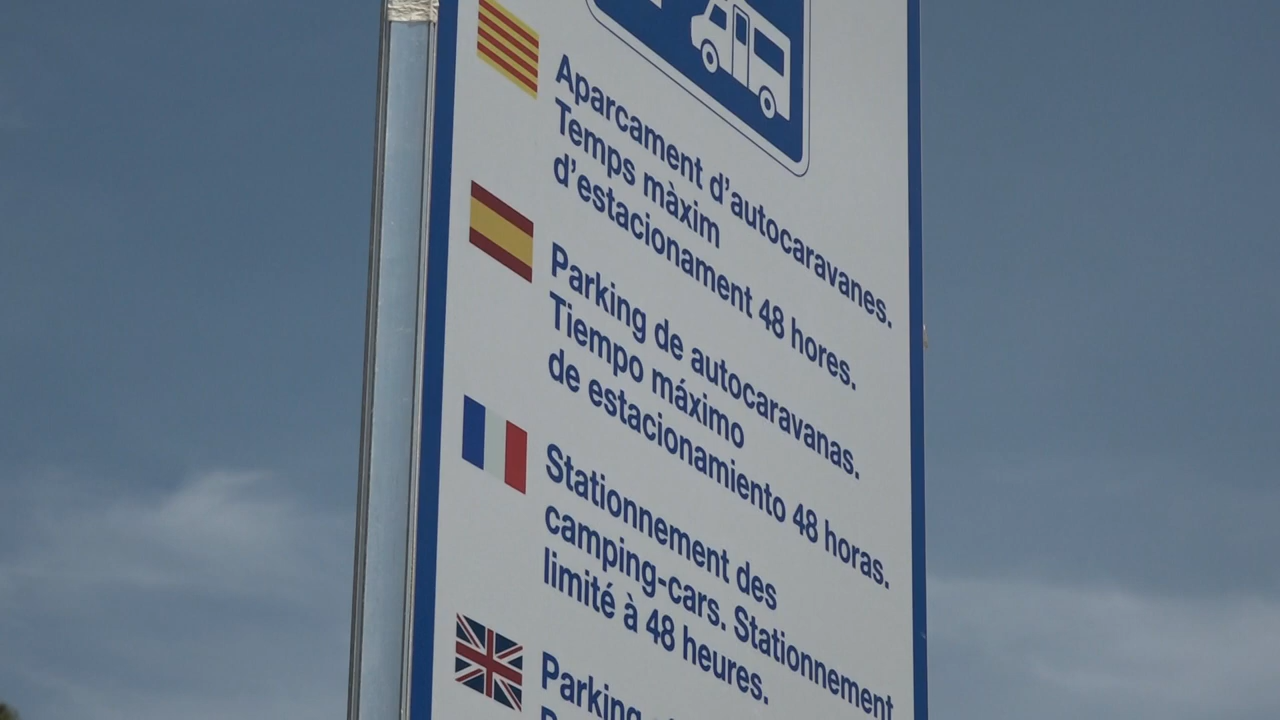 Aparcament d'autocaravanes.
Temps màxim
d'estacionament 48 hores.
Parking de autocaravanas.
Tiempo máximo
de estacionamiento 48 horas.
Stationnement des
camping-cars. Stationnement
limité à 48 heures.
Parking